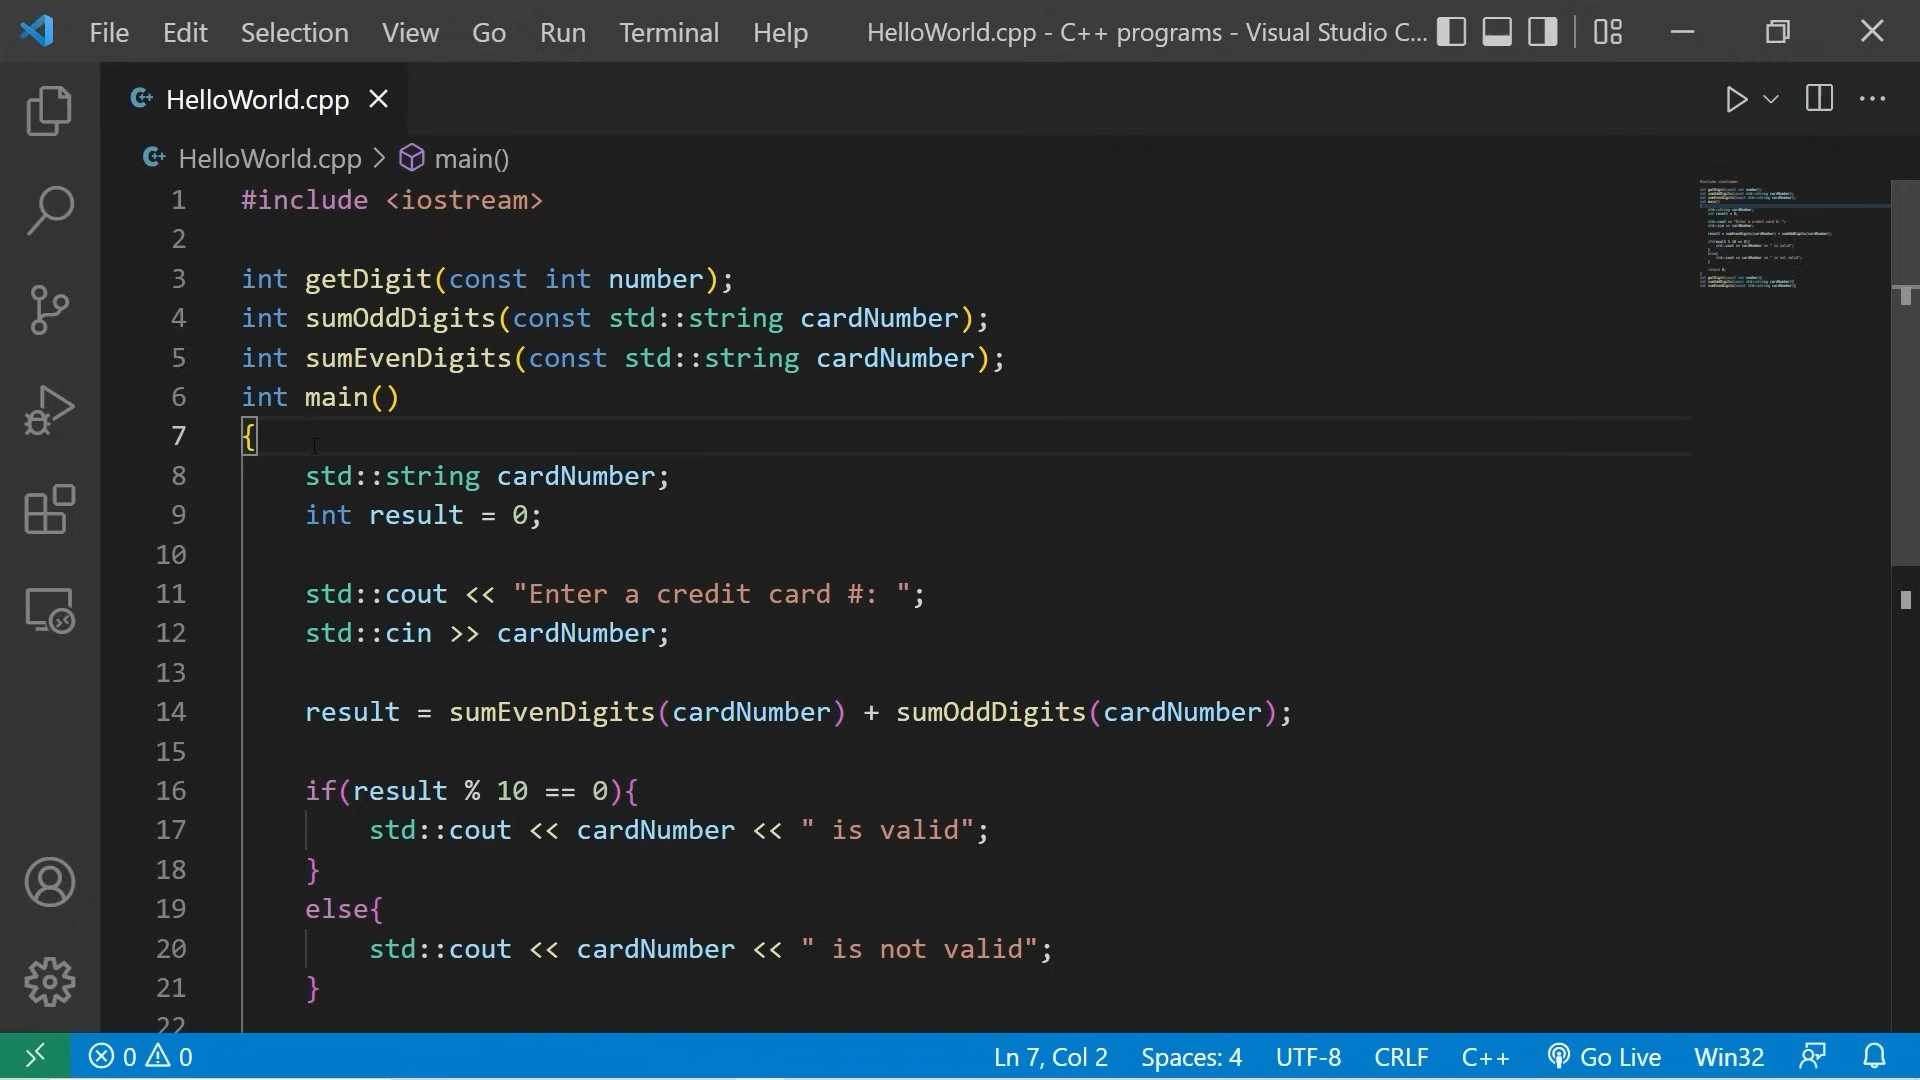 File Edit Selection View Go Run Terminal Help HelloWorld.cpp - C++ programs - Visual Studio C...
HelloWorld.cpp
HelloWorld.cpp > main()
1 #include <iostream>
2
3 int getDigit(const int number);
4 int sumOddDigits(const std::string cardNumber);
5 int sumEvenDigits(const std::string cardNumber);
6 int main()
7 {
8 std::string cardNumber;
9 int result = 0;
10
11 std::cout << "Enter a credit card #: ";
12 std::cin >> cardNumber;
13
14 result = sumEvenDigits(cardNumber) + sumOddDigits(cardNumber);
15
16 if(result % 10 == 0){
17 std::cout << cardNumber << " is valid";
18 }
19 else{
20 std::cout << cardNumber << " is not valid";
21 }
22
0 0 Ln 7, Col 2 Spaces: 4 UTF-8 CRLF C++ Go Live Win32